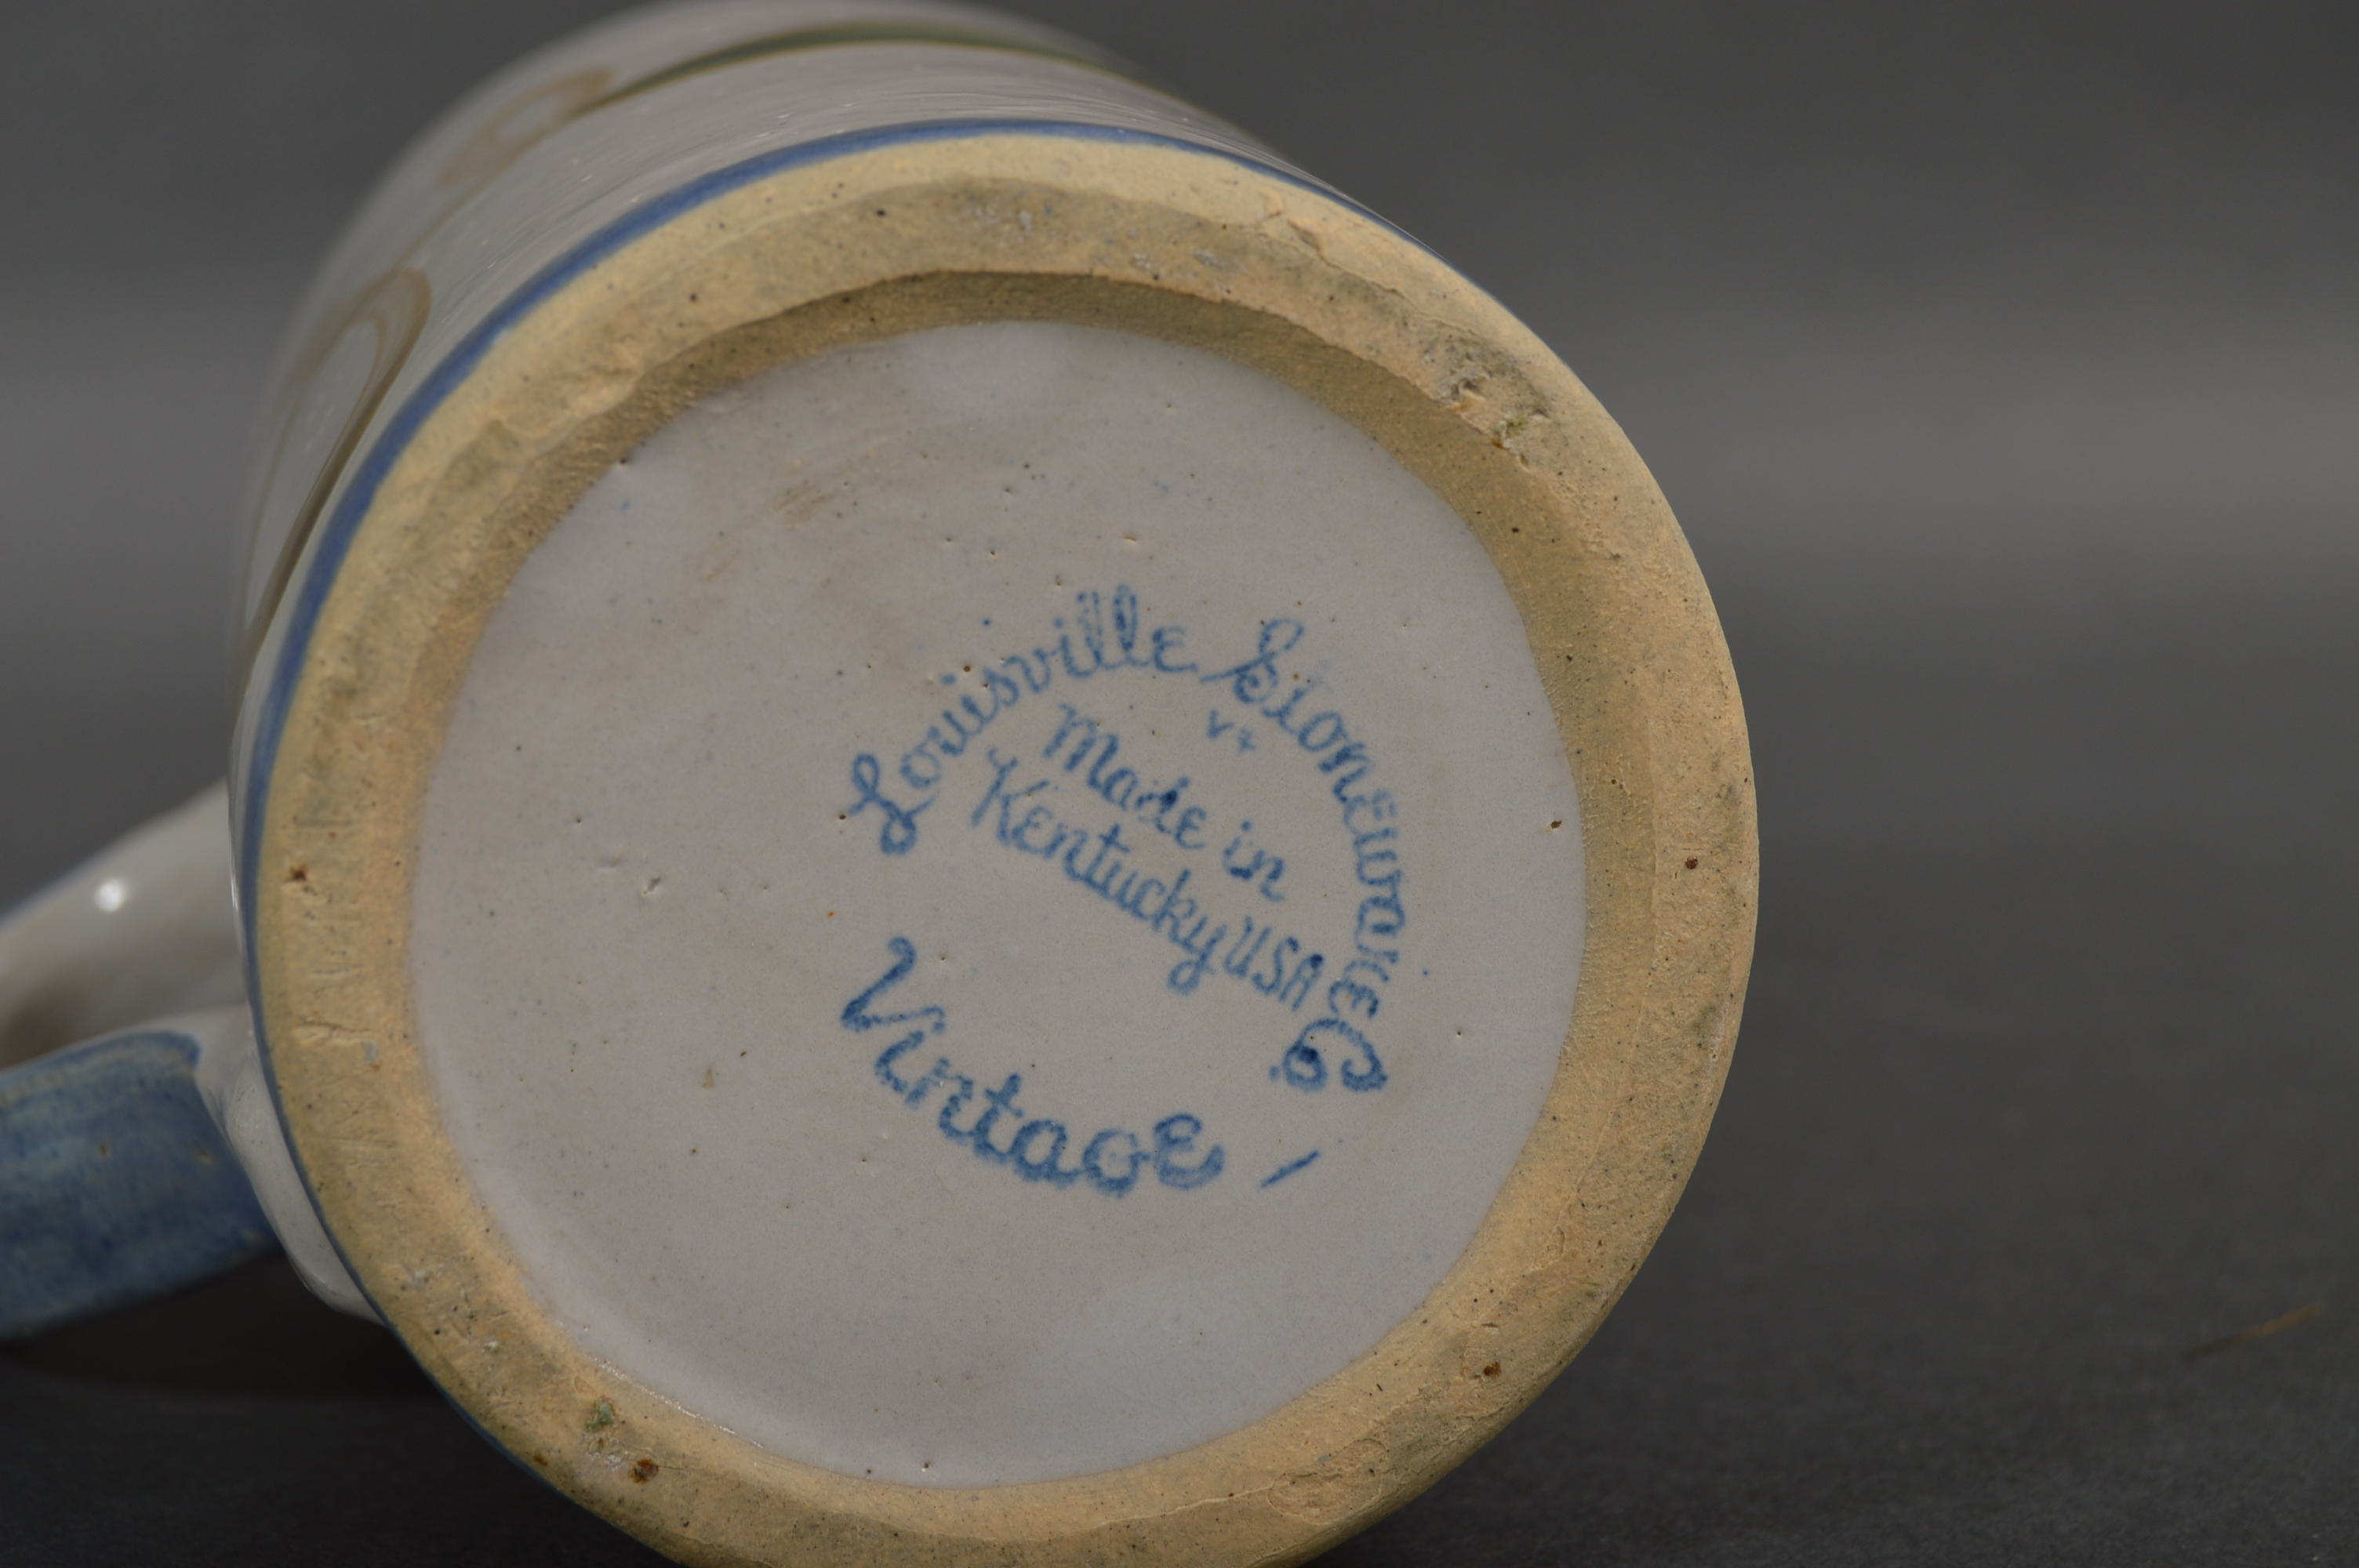 Louisville Stoneware Co.
Made in
Kentucky USA
Vintage